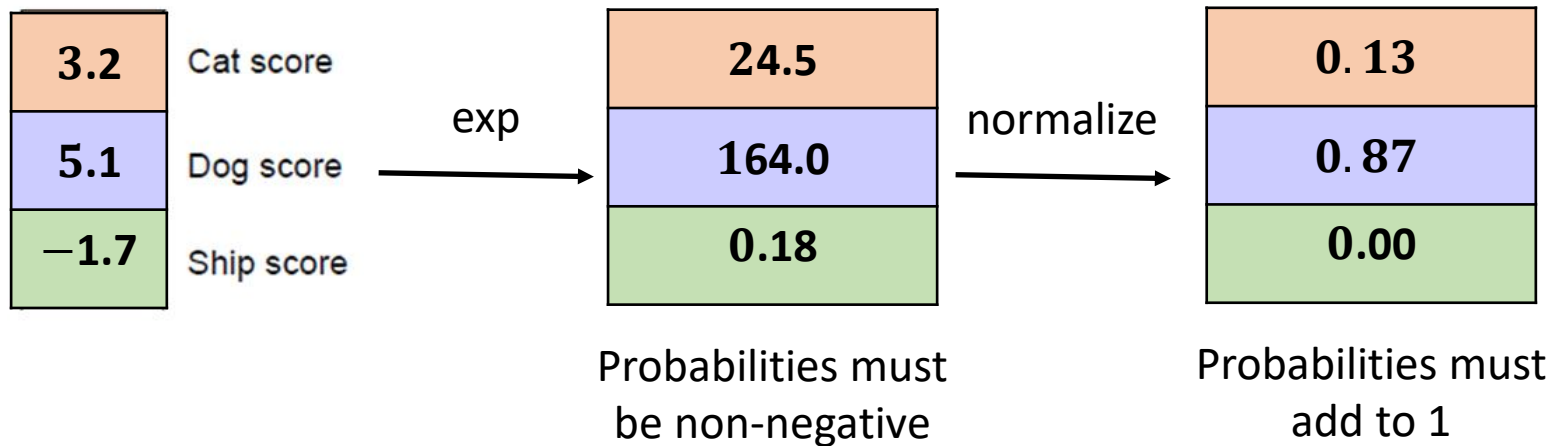 3.2 Cat score
5.1 Dog score
−1.7 Ship score
exp
24.5
164.0
0.18
Probabilities must
be non-negative
normalize
0.13
0.87
0.00
Probabilities must
add to 1